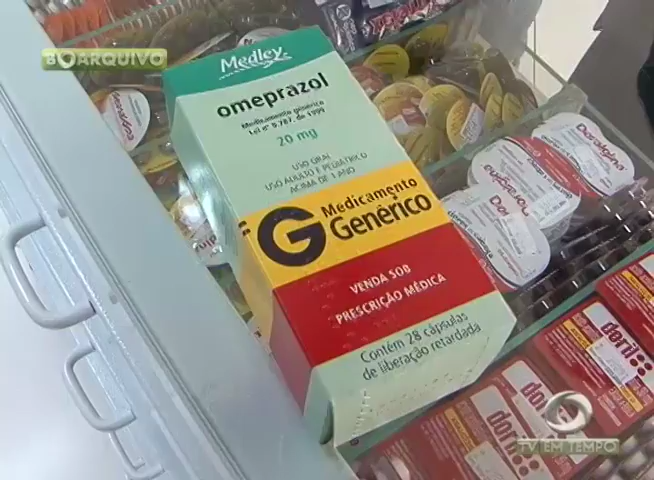 BOARQUIVO
Medley
omeprazol
Medicamento genérico
Lei nº 9.787, de 1999
20 mg
USO ORAL
USO ADULTO E PEDIÁTRICO
ACIMA DE 1 ANO
G
Medicamento
Genérico
VENDA SOB
PRESCRIÇÃO MÉDICA
Contém 28 cápsulas
de liberação retardada
Doralgina
doril
doril
TV EM TEMPO